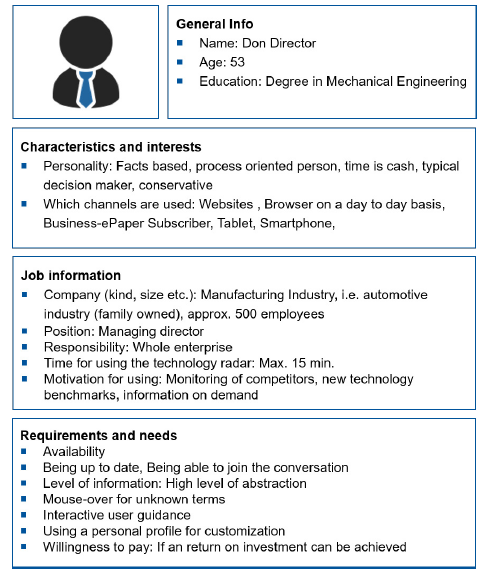 General Info
Name: Don Director
Age: 53
Education: Degree in Mechanical Engineering
Characteristics and interests
Personality: Facts based, process oriented person, time is cash, typical
decision maker, conservative
Which channels are used: Websites , Browser on a day to day basis,
Business-ePaper Subscriber, Tablet, Smartphone,
Job information
Company (kind, size etc.): Manufacturing Industry, i.e. automotive
industry (family owned), approx. 500 employees
Position: Managing director
Responsibility: Whole enterprise
Time for using the technology radar: Max. 15 min.
Motivation for using: Monitoring of competitors, new technology
benchmarks, information on demand
Requirements and needs
Availability
Being up to date, Being able to join the conversation
Level of information: High level of abstraction
Mouse-over for unknown terms
Interactive user guidance
Using a personal profile for customization
Willingness to pay: If an return on investment can be achieved